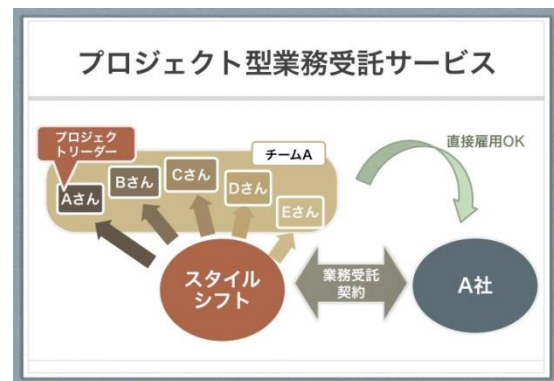 プロジェクト型業務受託サービス
プロジェク
トリーダー
チームA
直接雇用OK
Aさん
Bさん
Cさん
Dさん
Eさん
スタイル
シフト
業務受託
契約
A社